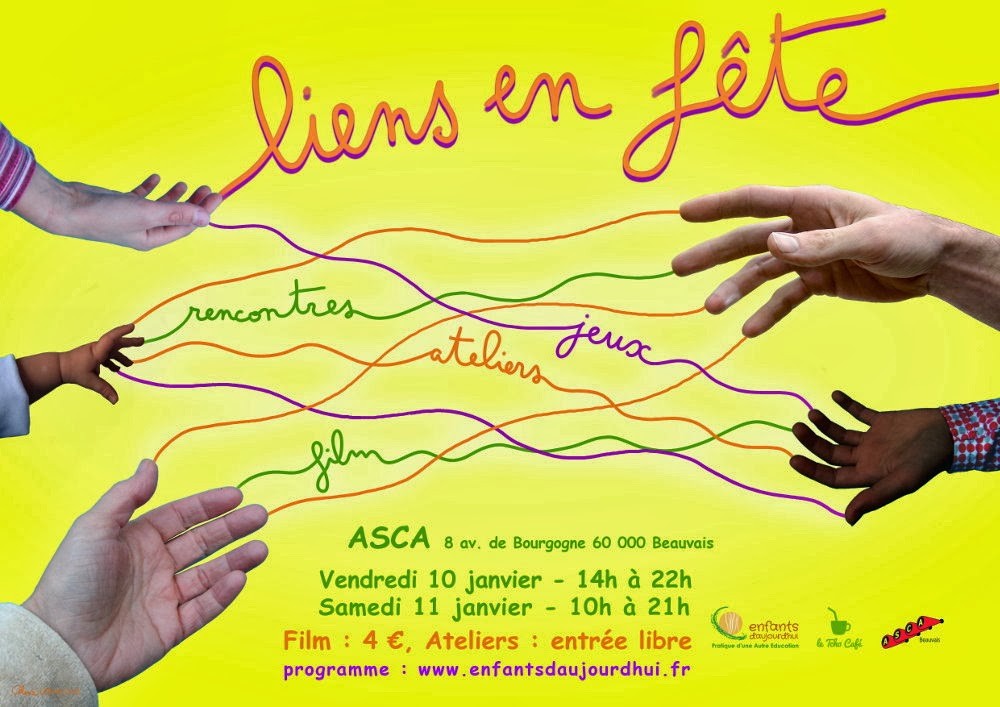 liens en fête
rencontres
jeux
ateliers
film
ASCA 8 av. de Bourgogne 60 000 Beauvais
Vendredi 10 janvier - 14h à 22h
Samedi 11 janvier - 10h à 21h
Film : 4 €, Ateliers : entrée libre
programme : www.enfantsdaujourdhui.fr
enfants
d'aujourd'hui
Pratique d'une Autre Education
le Toho Café
A.S.C.A.
Beauvais